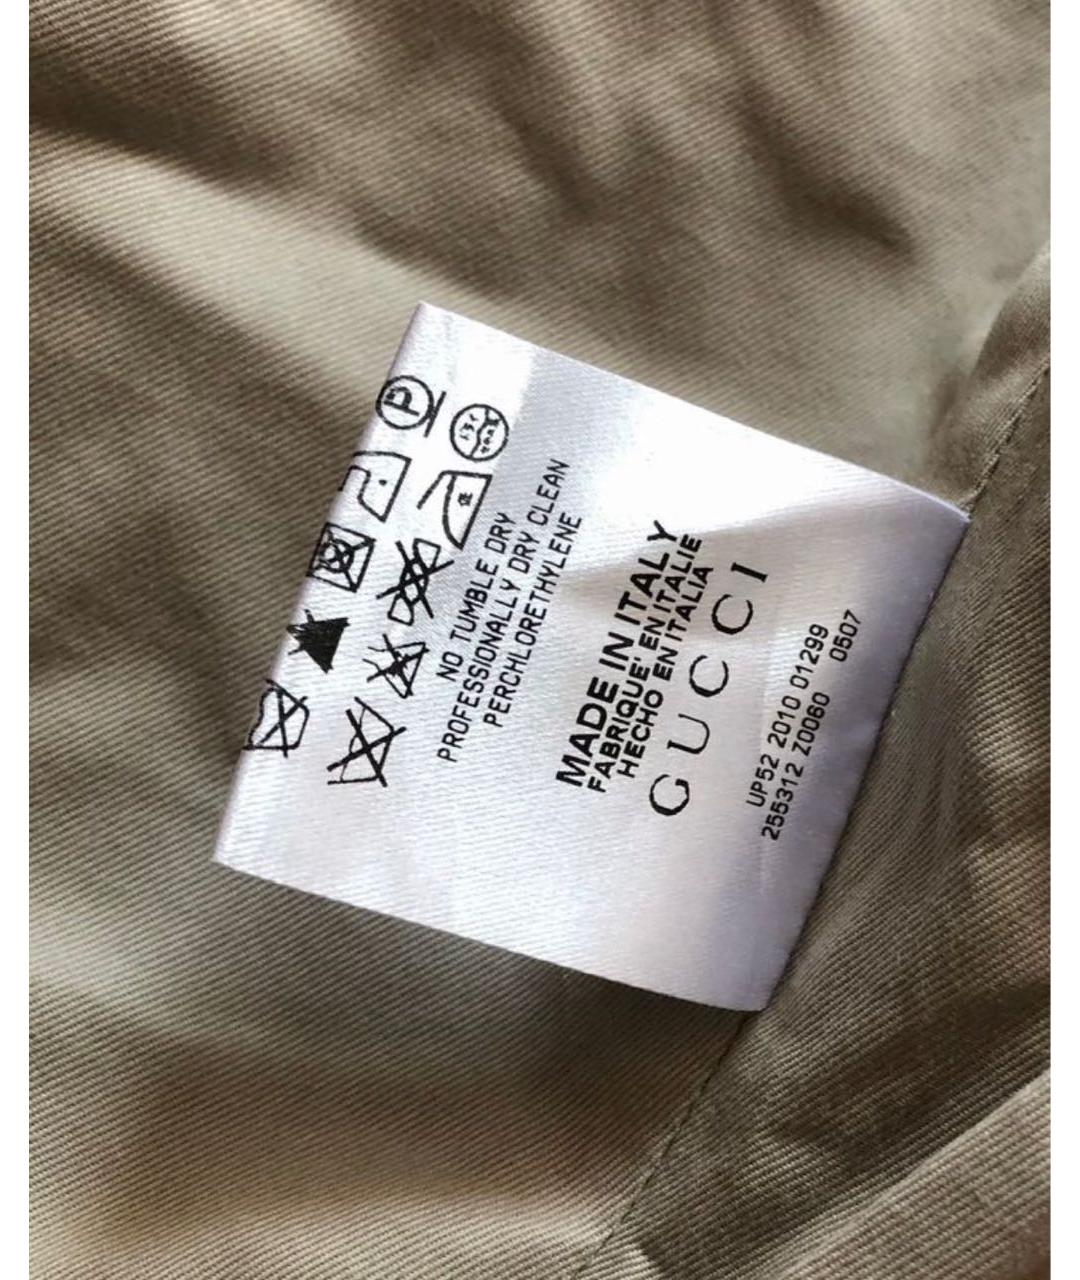 P
NO TUMBLE DRY
PROFESSIONALLY DRY CLEAN
PERCHLORETHYLENE
MADE IN ITALY
FABRIQUE' EN ITALIE
HECHO EN ITALIA
GUCCI
UP52 2010 01299
255312 Z0060 0507